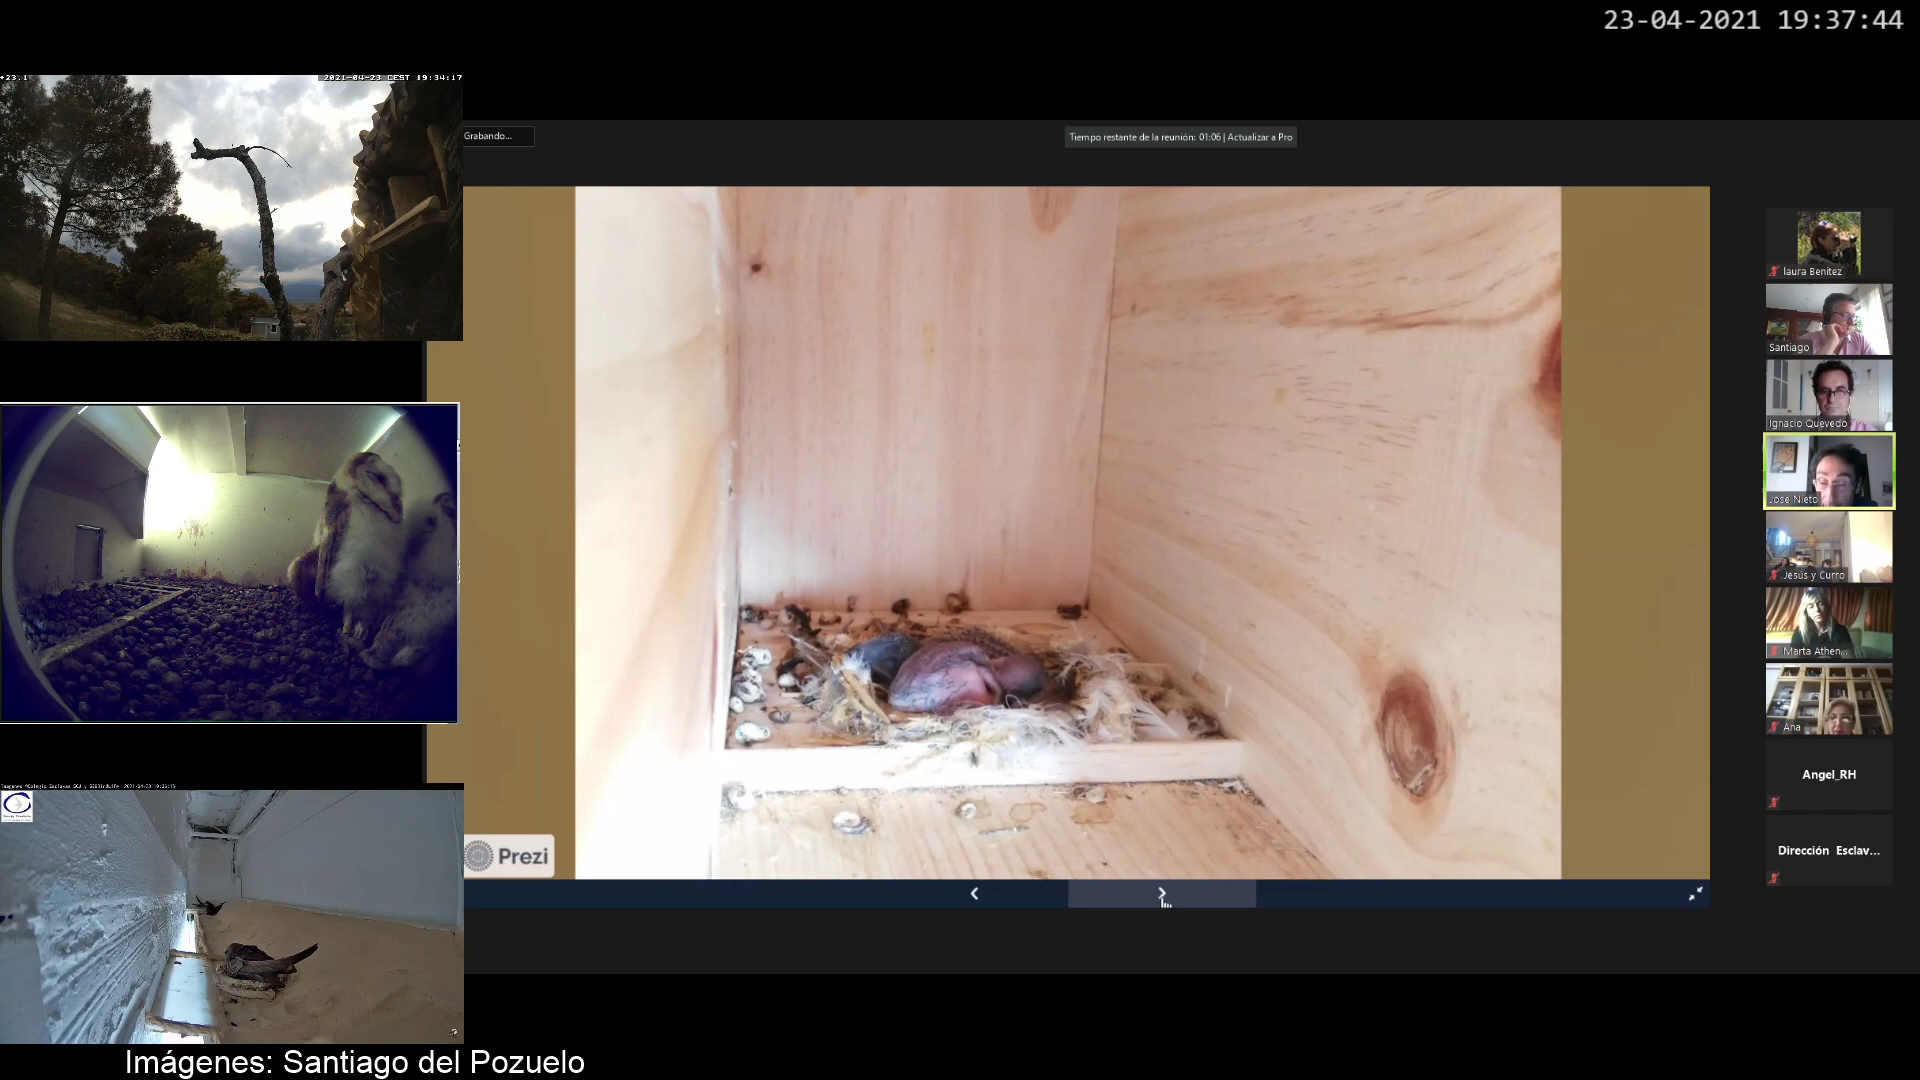 23-04-2021 19:37:44
2021-04-23 CEST 19:34:17
Grabando...
Tiempo restante de la reunión: 01:06 | Actualizar a Pro
laura Benitez
Santiago
Ignacio Quevedo
Jose Nieto
Jesús y Curro
Marta Athen...
Ana
Angel_RH
Dirección Esclav...
Prezi
Imágenes: Santiago del Pozuelo